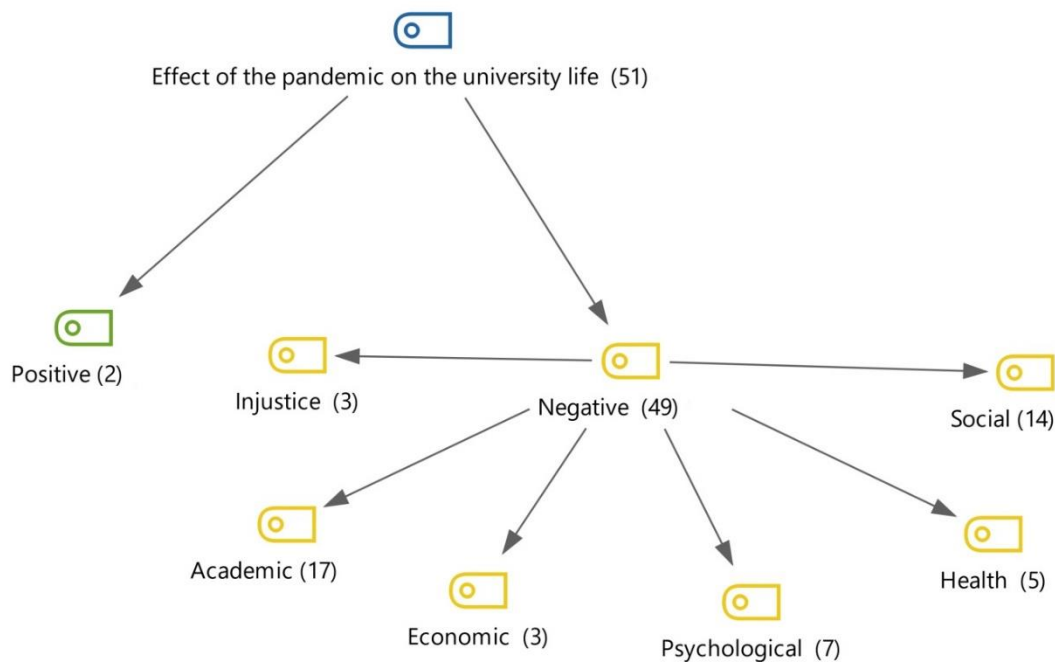 Effect of the pandemic on the university life (51)
Positive (2)
Injustice (3)
Negative (49)
Social (14)
Academic (17)
Economic (3)
Psychological (7)
Health (5)